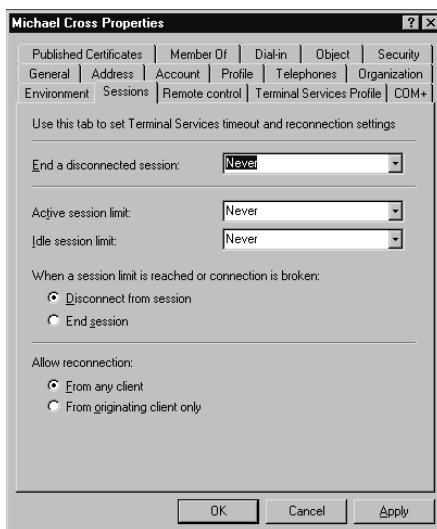 Michael Cross Properties
Published Certificates Member Of Dial-in Object Security
General Address Account Profile Telephones Organization
Environment Sessions Remote control Terminal Services Profile COM+
Use this tab to set Terminal Services timeout and reconnection settings
End a disconnected session: Never
Active session limit: Never
Idle session limit: Never
When a session limit is reached or connection is broken:
Disconnect from session
End session
Allow reconnection:
From any client
From originating client only
OK Cancel Apply